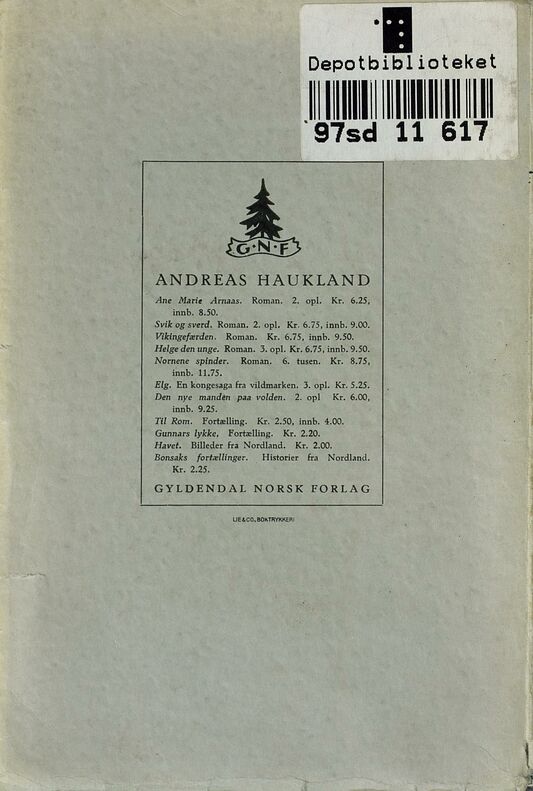 Depotbiblioteket
97sd 11 617
G·N·F
ANDREAS HAUKLAND
Ane Marie Arnaas. Roman. 2. opl. Kr. 6.25,
innb. 8.50.
Svik og sverd. Roman. 2. opl. Kr. 6.75, innb. 9.00.
Vikingefærden. Roman. Kr. 6.75, innb. 9.50.
Helge den unge. Roman. 3. opl. Kr. 6.75, innb. 9.50.
Nornene spinder. Roman. 6. tusen. Kr. 8.75,
innb. 11.75.
Elg. En kongesaga fra vildmarken. 3. opl. Kr. 5.25.
Den nye manden paa volden. 2. opl Kr. 6.00,
innb. 9.25.
Til Rom. Fortælling. Kr. 2.50, innb. 4.00.
Gunnars lykke, Fortælling. Kr. 2.20.
Havet. Billeder fra Nordland. Kr. 2.00.
Bonsaks fortællinger. Historier fra Nordland.
Kr. 2.25.
GYLDENDAL NORSK FORLAG
LIE & CO., BOKTRYKKERI